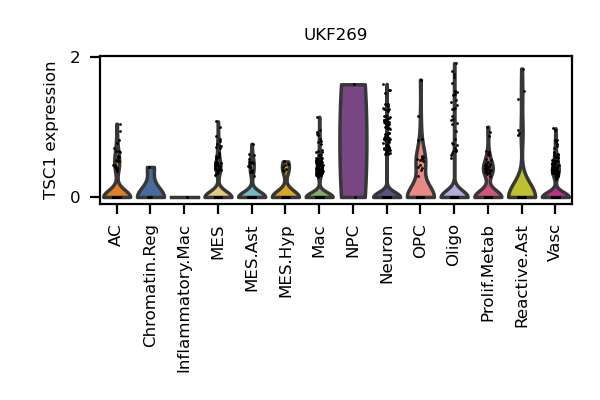 UKF269
TSC1 expression
2
0
AC
Chromatin.Reg
Inflammatory.Mac
MES
MES.Ast
MES.Hyp
Mac
NPC
Neuron
OPC
Oligo
Prolif.Metab
Reactive.Ast
Vasc